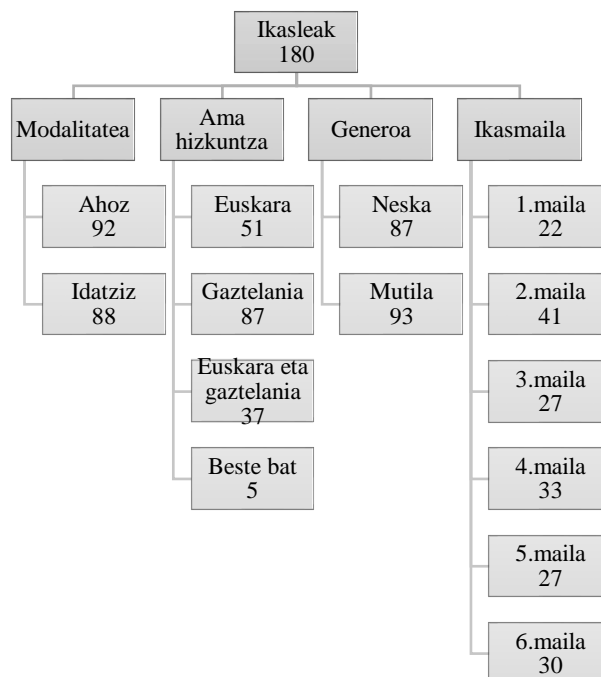 Ikasleak
180
Modalitatea
Ahoz
92
Idatziz
88
Ama
hizkuntza
Euskara
51
Gaztelania
87
Euskara eta
gaztelania
37
Beste bat
5
Generoa
Neska
87
Mutila
93
Ikasmaila
1.maila
22
2.maila
41
3.maila
27
4.maila
33
5.maila
27
6.maila
30